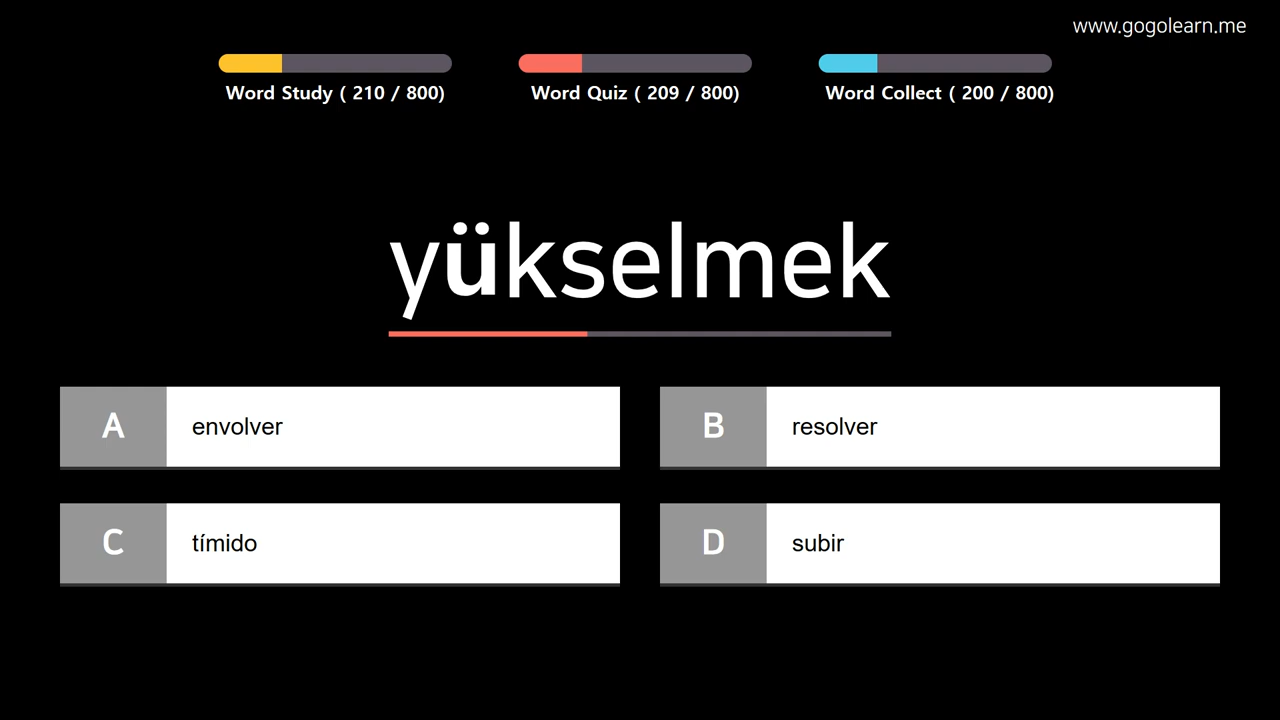 www.gogolearn.me
Word Study ( 210 / 800)
Word Quiz ( 209 / 800)
Word Collect ( 200 / 800)
yükselmek
A envolver
B resolver
C tímido
D subir